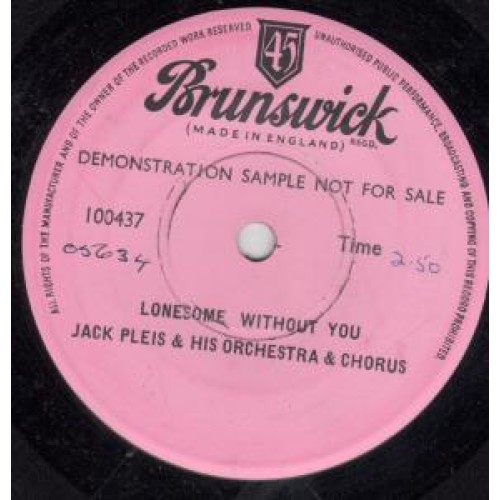 ALL RIGHTS OF THE MANUFACTURER AND OF THE OWNER OF THE RECORDED WORK RESERVED
UNAUTHORISED PUBLIC PERFORMANCE, BROADCASTING AND COPYING OF THIS RECORD PROHIBITED
45
Brunswick
(MADE IN ENGLAND) REGD.
DEMONSTRATION SAMPLE NOT FOR SALE
100437
05634
Time 2.50
LONESOME WITHOUT YOU
JACK PLEIS & HIS ORCHESTRA & CHORUS